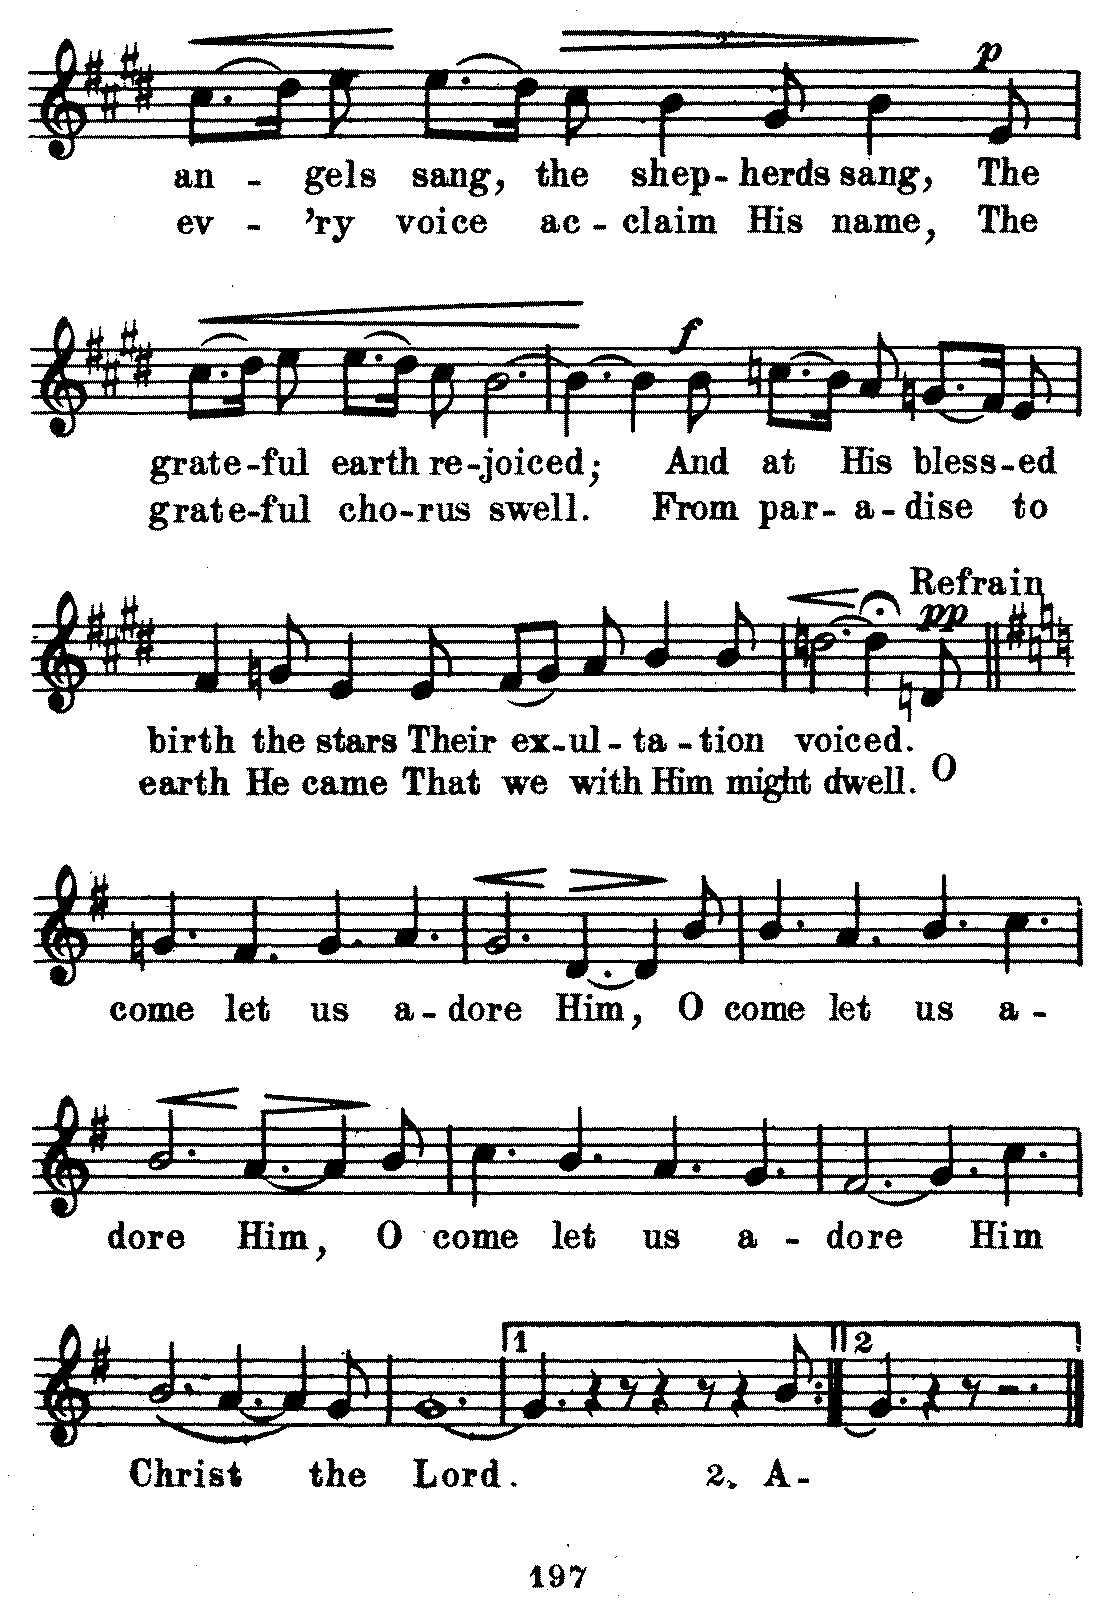 p
an - gels sang, the shep- herds sang, The
ev - 'ry voice ac - claim His name, The
f
grate-ful earth re-joiced; And at His bless-ed
grate-ful cho-rus swell. From par- a-dise to
Refrain
pp
birth the stars Their ex-ul-ta-tion voiced.
earth He came That we with Him might dwell. O
come let us a-dore Him, O come let us a-
dore Him, O come let us a - dore Him
1 2
Christ the Lord. 2. A-
197